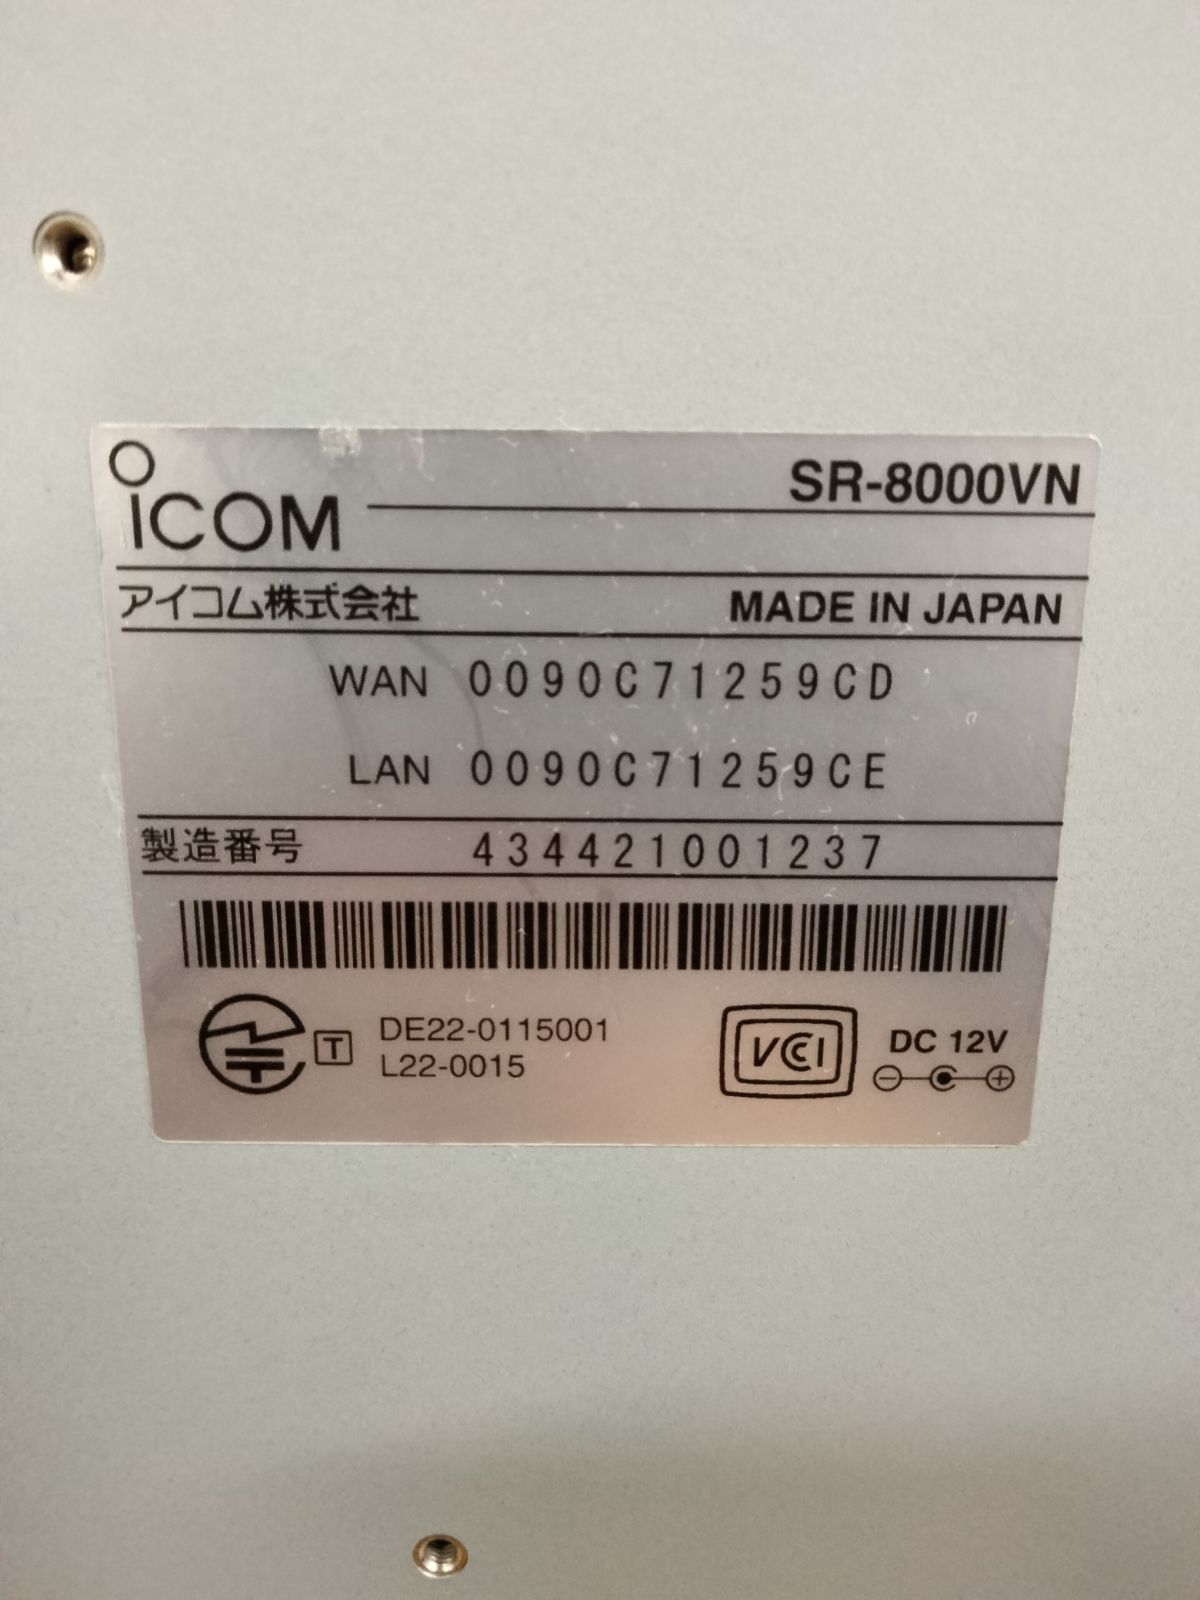 ICOM
SR-8000VN
アイコム株式会社
MADE IN JAPAN
WAN 0090C71259CD
LAN 0090C71259CE
製造番号 434421001237
T
DE22-0115001
L22-0015
VCCI
DC 12V